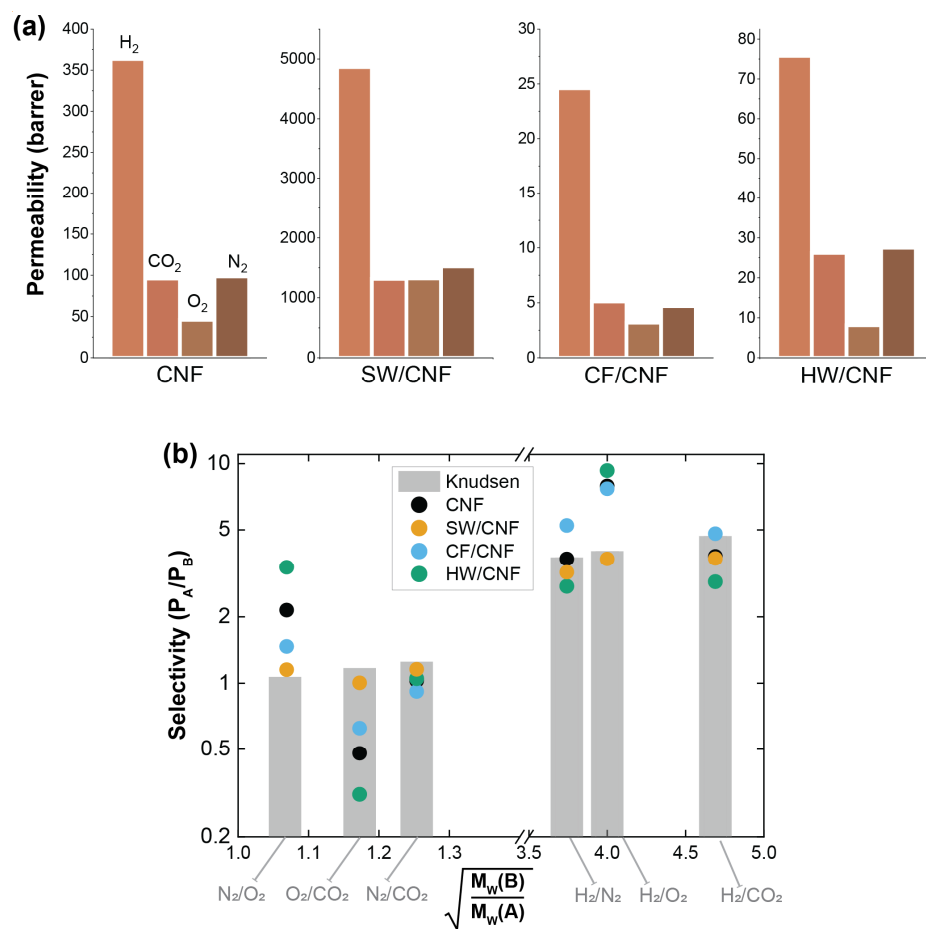 (a)
Permeability (barrer)
400
350
300
250
200
150
100
50
0
H₂
CO₂
O₂
N₂
CNF
5000
4000
3000
2000
1000
0
SW/CNF
30
25
20
15
10
5
0
CF/CNF
80
70
60
50
40
30
20
10
0
HW/CNF
(b)
Selectivity (P_A/P_B)
10
5
2
1
0.5
0.2
Knudsen
CNF
SW/CNF
CF/CNF
HW/CNF
1.0 1.1 1.2 1.3 3.5 4.0 4.5 5.0
N₂/O₂ O₂/CO₂ N₂/CO₂ H₂/N₂ H₂/O₂ H₂/CO₂
√
M_W(B)
M_W(A)